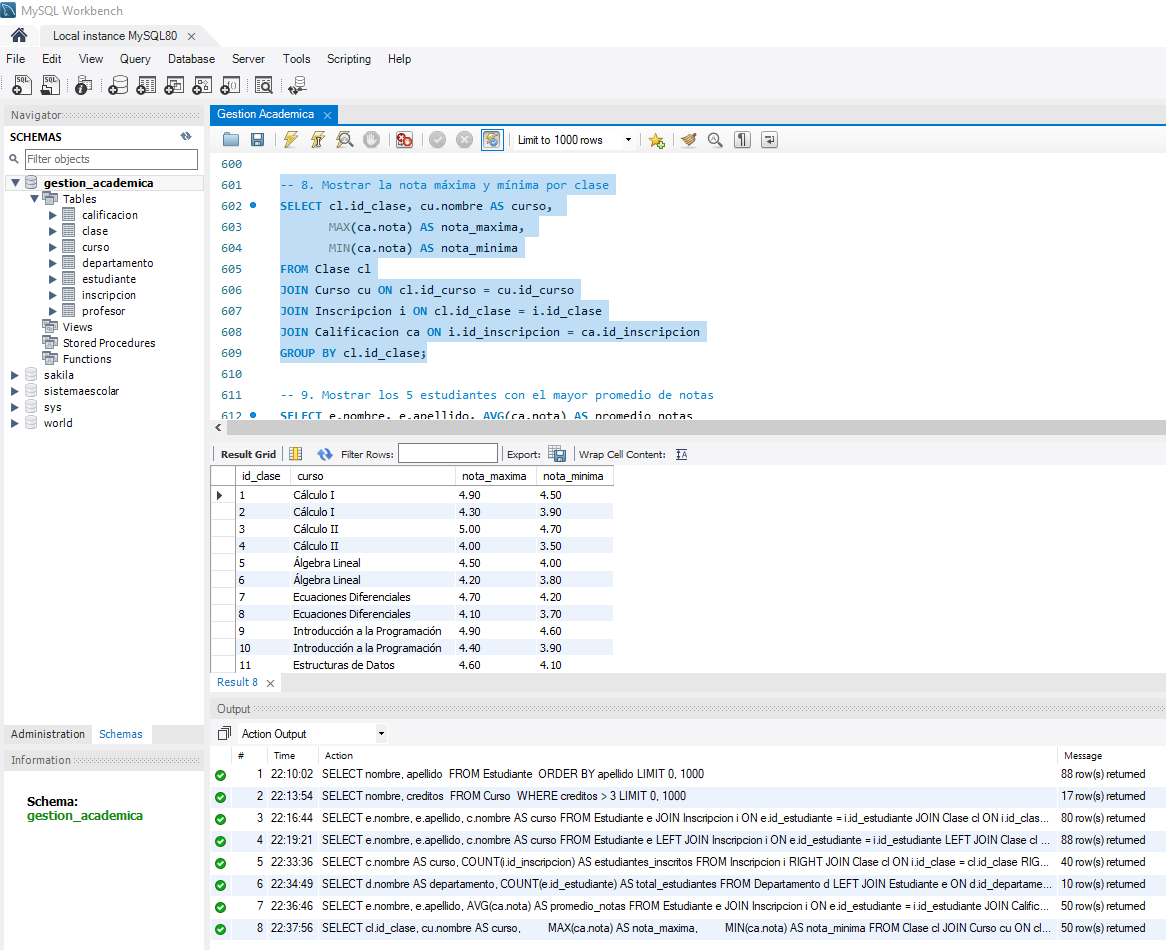 MySQL Workbench
Local instance MySQL80
File Edit View Query Database Server Tools Scripting Help
Navigator
SCHEMAS
Filter objects
gestion_academica
Tables
calificacion
clase
curso
departamento
estudiante
inscripcion
profesor
Views
Stored Procedures
Functions
sakila
sistemaescolar
sys
world
Administration Schemas
Information
Schema:
gestion_academica
Gestion Academica
Limit to 1000 rows
600
601 -- 8. Mostrar la nota máxima y mínima por clase
602 SELECT cl.id_clase, cu.nombre AS curso,
603 MAX(ca.nota) AS nota_maxima,
604 MIN(ca.nota) AS nota_minima
605 FROM Clase cl
606 JOIN Curso cu ON cl.id_curso = cu.id_curso
607 JOIN Inscripcion i ON cl.id_clase = i.id_clase
608 JOIN Calificacion ca ON i.id_inscripcion = ca.id_inscripcion
609 GROUP BY cl.id_clase;
610
611 -- 9. Mostrar los 5 estudiantes con el mayor promedio de notas
612 SELECT e.nombre, e.apellido, AVG(ca.nota) AS promedio_notas
Result Grid Filter Rows: Export: Wrap Cell Content:
id_clase curso nota_maxima nota_minima
1 Cálculo I 4.90 4.50
2 Cálculo I 4.30 3.90
3 Cálculo II 5.00 4.70
4 Cálculo II 4.00 3.50
5 Álgebra Lineal 4.50 4.00
6 Álgebra Lineal 4.20 3.80
7 Ecuaciones Diferenciales 4.70 4.20
8 Ecuaciones Diferenciales 4.10 3.70
9 Introducción a la Programación 4.90 4.60
10 Introducción a la Programación 4.40 3.90
11 Estructuras de Datos 4.60 4.10
Result 8
Output
Action Output
# Time Action Message
1 22:10:02 SELECT nombre, apellido FROM Estudiante ORDER BY apellido LIMIT 0, 1000 88 row(s) returned
2 22:13:54 SELECT nombre, creditos FROM Curso WHERE creditos > 3 LIMIT 0, 1000 17 row(s) returned
3 22:16:44 SELECT e.nombre, e.apellido, c.nombre AS curso FROM Estudiante e JOIN Inscripcion i ON e.id_estudiante = i.id_estudiante JOIN Clase cl ON i.id_clas... 80 row(s) returned
4 22:19:21 SELECT e.nombre, e.apellido, c.nombre AS curso FROM Estudiante e LEFT JOIN Inscripcion i ON e.id_estudiante = i.id_estudiante LEFT JOIN Clase cl ... 88 row(s) returned
5 22:33:36 SELECT c.nombre AS curso, COUNT(i.id_inscripcion) AS estudiantes_inscritos FROM Inscripcion i RIGHT JOIN Clase cl ON i.id_clase = cl.id_clase RIG... 40 row(s) returned
6 22:34:49 SELECT d.nombre AS departamento, COUNT(e.id_estudiante) AS total_estudiantes FROM Departamento d LEFT JOIN Estudiante e ON d.id_departame... 10 row(s) returned
7 22:36:46 SELECT e.nombre, e.apellido, AVG(ca.nota) AS promedio_notas FROM Estudiante e JOIN Inscripcion i ON e.id_estudiante = i.id_estudiante JOIN Calific... 50 row(s) returned
8 22:37:56 SELECT cl.id_clase, cu.nombre AS curso, MAX(ca.nota) AS nota_maxima, MIN(ca.nota) AS nota_minima FROM Clase cl JOIN Curso cu ON cl... 50 row(s) returned